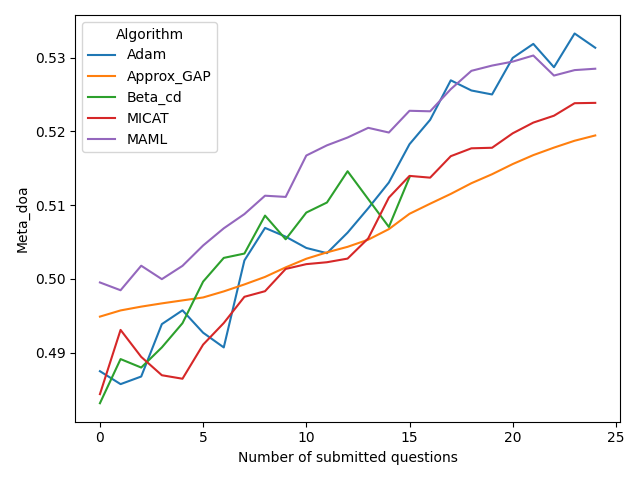 Algorithm
Adam
Approx_GAP
Beta_cd
MICAT
MAML
0.53
0.52
0.51
0.50
0.49
Meta_doa
0
5
10
15
20
25
Number of submitted questions